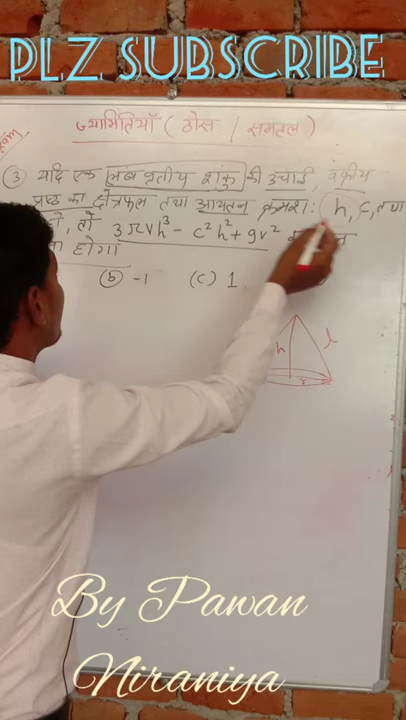 PLZ SUBSCRIBE
ज्यामितियाँ ( ठोस / समतल )
③ यदि एक लंब वृत्तीय शंकु की उंचाई, वक्रीय
प्रष्ठ का क्षेत्रफल तथा आयतन क्रमशः h, c, तथा
, तो 3πvh³ - c²h² + 9v²
होगा
(b) -1 (c) 1
h l
r
By Pawan
Niraniya